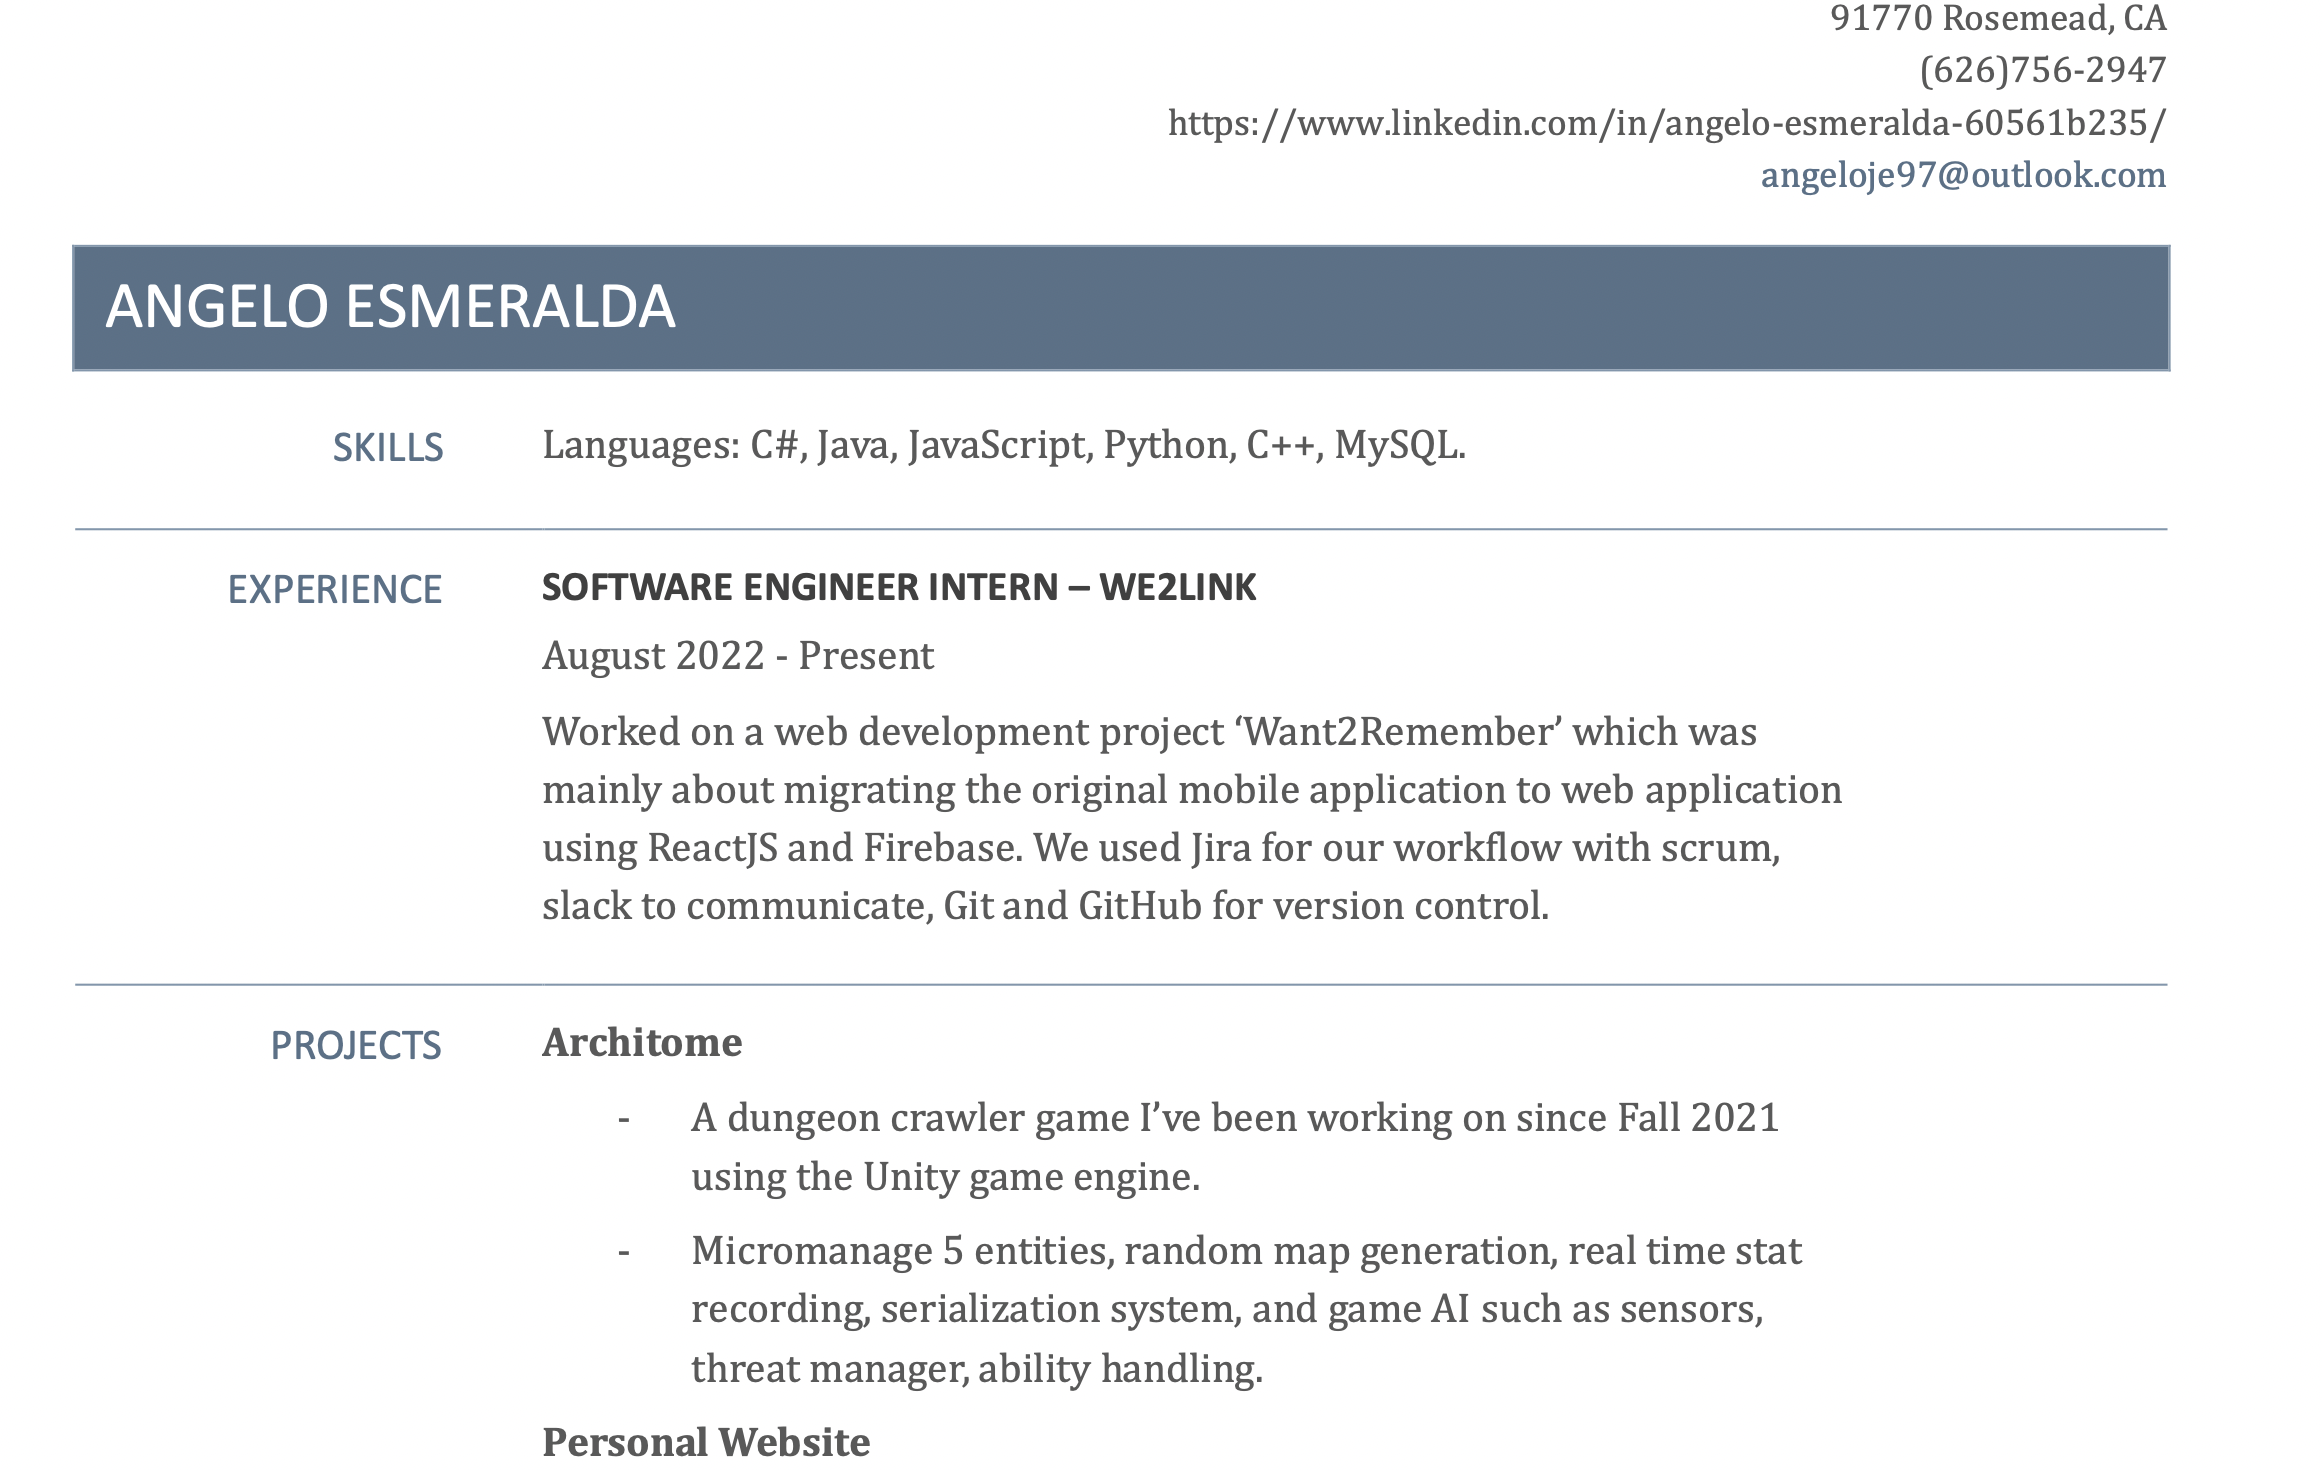 91770 Rosemead, CA
(626)756-2947
https://www.linkedin.com/in/angelo-esmeralda-60561b235/
angeloje97@outlook.com
ANGELO ESMERALDA
SKILLS
Languages: C#, Java, JavaScript, Python, C++, MySQL.
EXPERIENCE
SOFTWARE ENGINEER INTERN – WE2LINK
August 2022 - Present
Worked on a web development project ‘Want2Remember’ which was
mainly about migrating the original mobile application to web application
using ReactJS and Firebase. We used Jira for our workflow with scrum,
slack to communicate, Git and GitHub for version control.
PROJECTS
Architome
- A dungeon crawler game I’ve been working on since Fall 2021
using the Unity game engine.
- Micromanage 5 entities, random map generation, real time stat
recording, serialization system, and game AI such as sensors,
threat manager, ability handling.
Personal Website